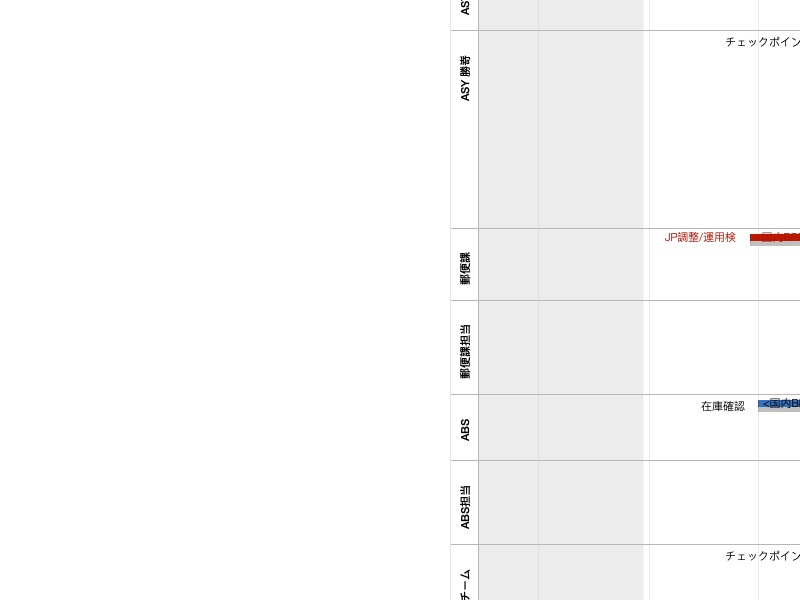 チェックポイン
ASY 勝嵜
JP調整/運用検
郵便課
郵便課担当
在庫確認
<国内B
ABS
ABS担当
チェックポイン
チーム